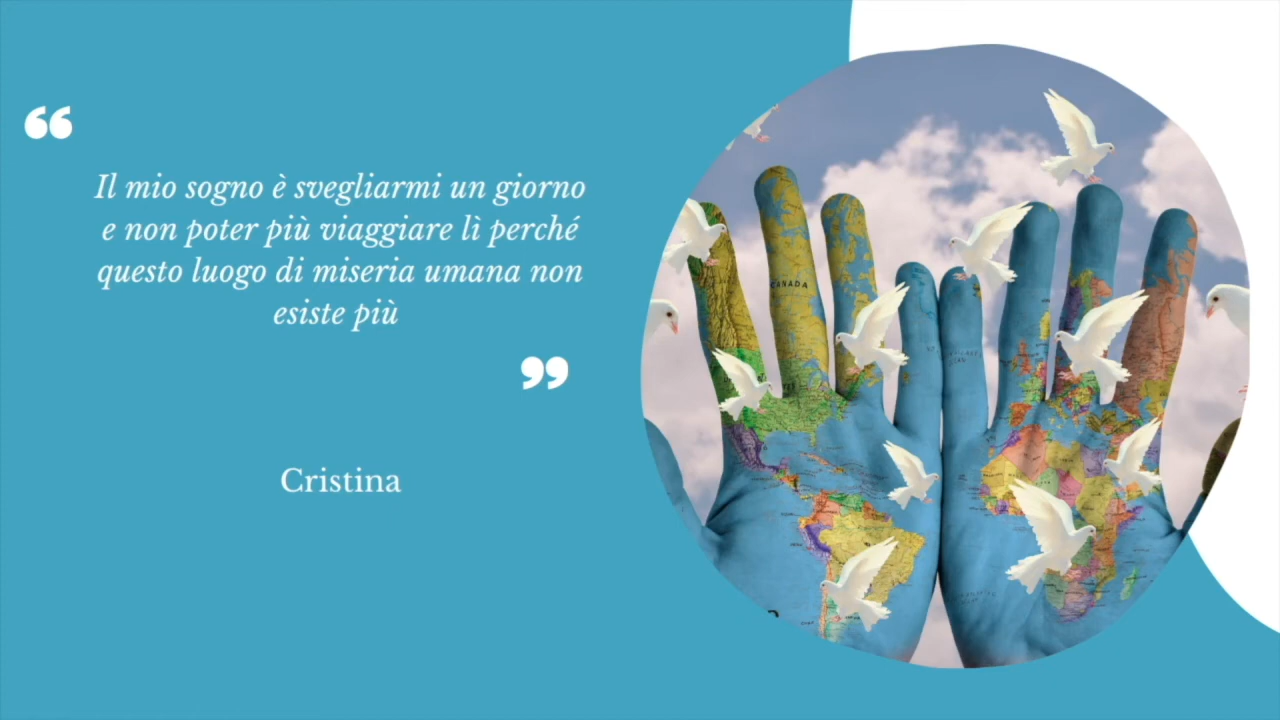 “
Il mio sogno è svegliarmi un giorno
e non poter più viaggiare lì perché
questo luogo di miseria umana non
esiste più
”
Cristina
CANADA